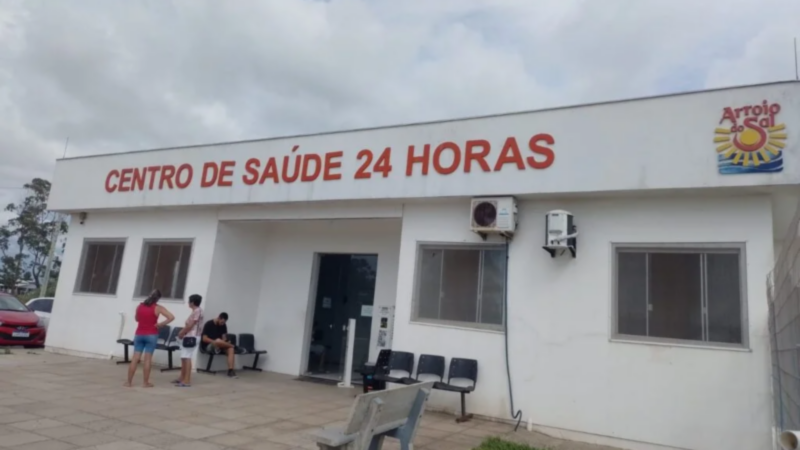 CENTRO DE SAÚDE 24 HORAS
Arroio
do Sal